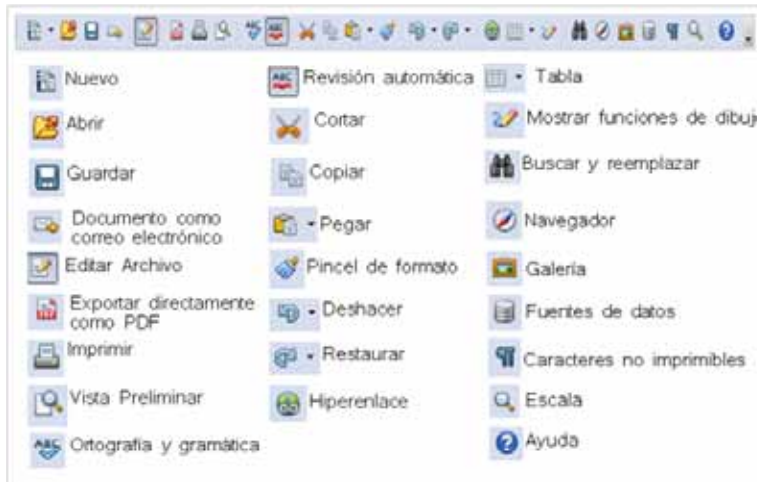 Nuevo
Abrir
Guardar
Documento como
correo electrónico
Editar Archivo
Exportar directamente
como PDF
Imprimir
Vista Preliminar
Ortografía y gramática
Revisión automática
Cortar
Copiar
Pegar
Pincel de formato
Deshacer
Restaurar
Hiperenlace
Tabla
Mostrar funciones de dibuj
Buscar y reemplazar
Navegador
Galería
Fuentes de datos
Caracteres no imprimibles
Escala
Ayuda